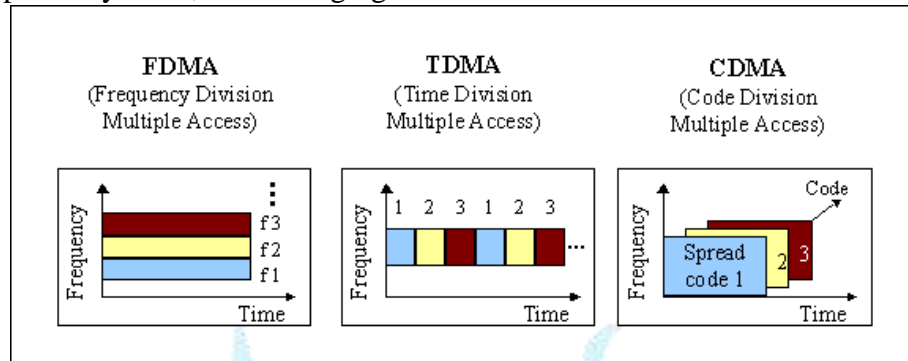 FDMA
(Frequency Division
Multiple Access)
Frequency
f3
f2
f1
Time
TDMA
(Time Division
Multiple Access)
Frequency
1 2 3 1 2 3
...
Time
CDMA
(Code Division
Multiple Access)
Frequency
Code
Spread
code 1
2
3
Time